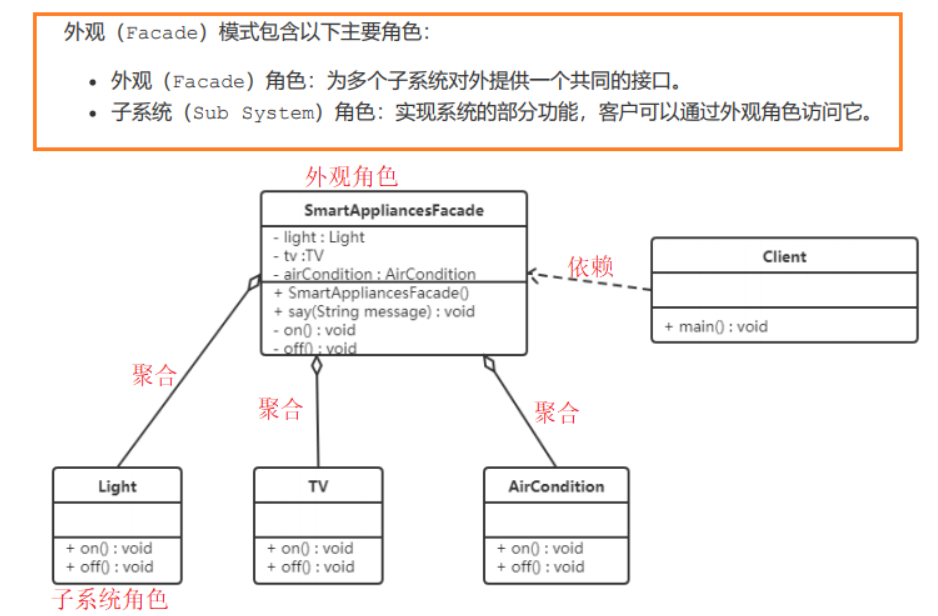 外观（Facade）模式包含以下主要角色：
• 外观（Facade）角色：为多个子系统对外提供一个共同的接口。
• 子系统（Sub System）角色：实现系统的部分功能，客户可以通过外观角色访问它。
外观角色
SmartAppliancesFacade
- light : Light
- tv :TV
- airCondition : AirCondition
+ SmartAppliancesFacade()
+ say(String message) : void
- on() : void
- off() : void
依赖
Client
+ main() : void
聚合
聚合
聚合
Light
+ on() : void
+ off() : void
TV
+ on() : void
+ off() : void
AirCondition
+ on() : void
+ off() : void
子系统角色